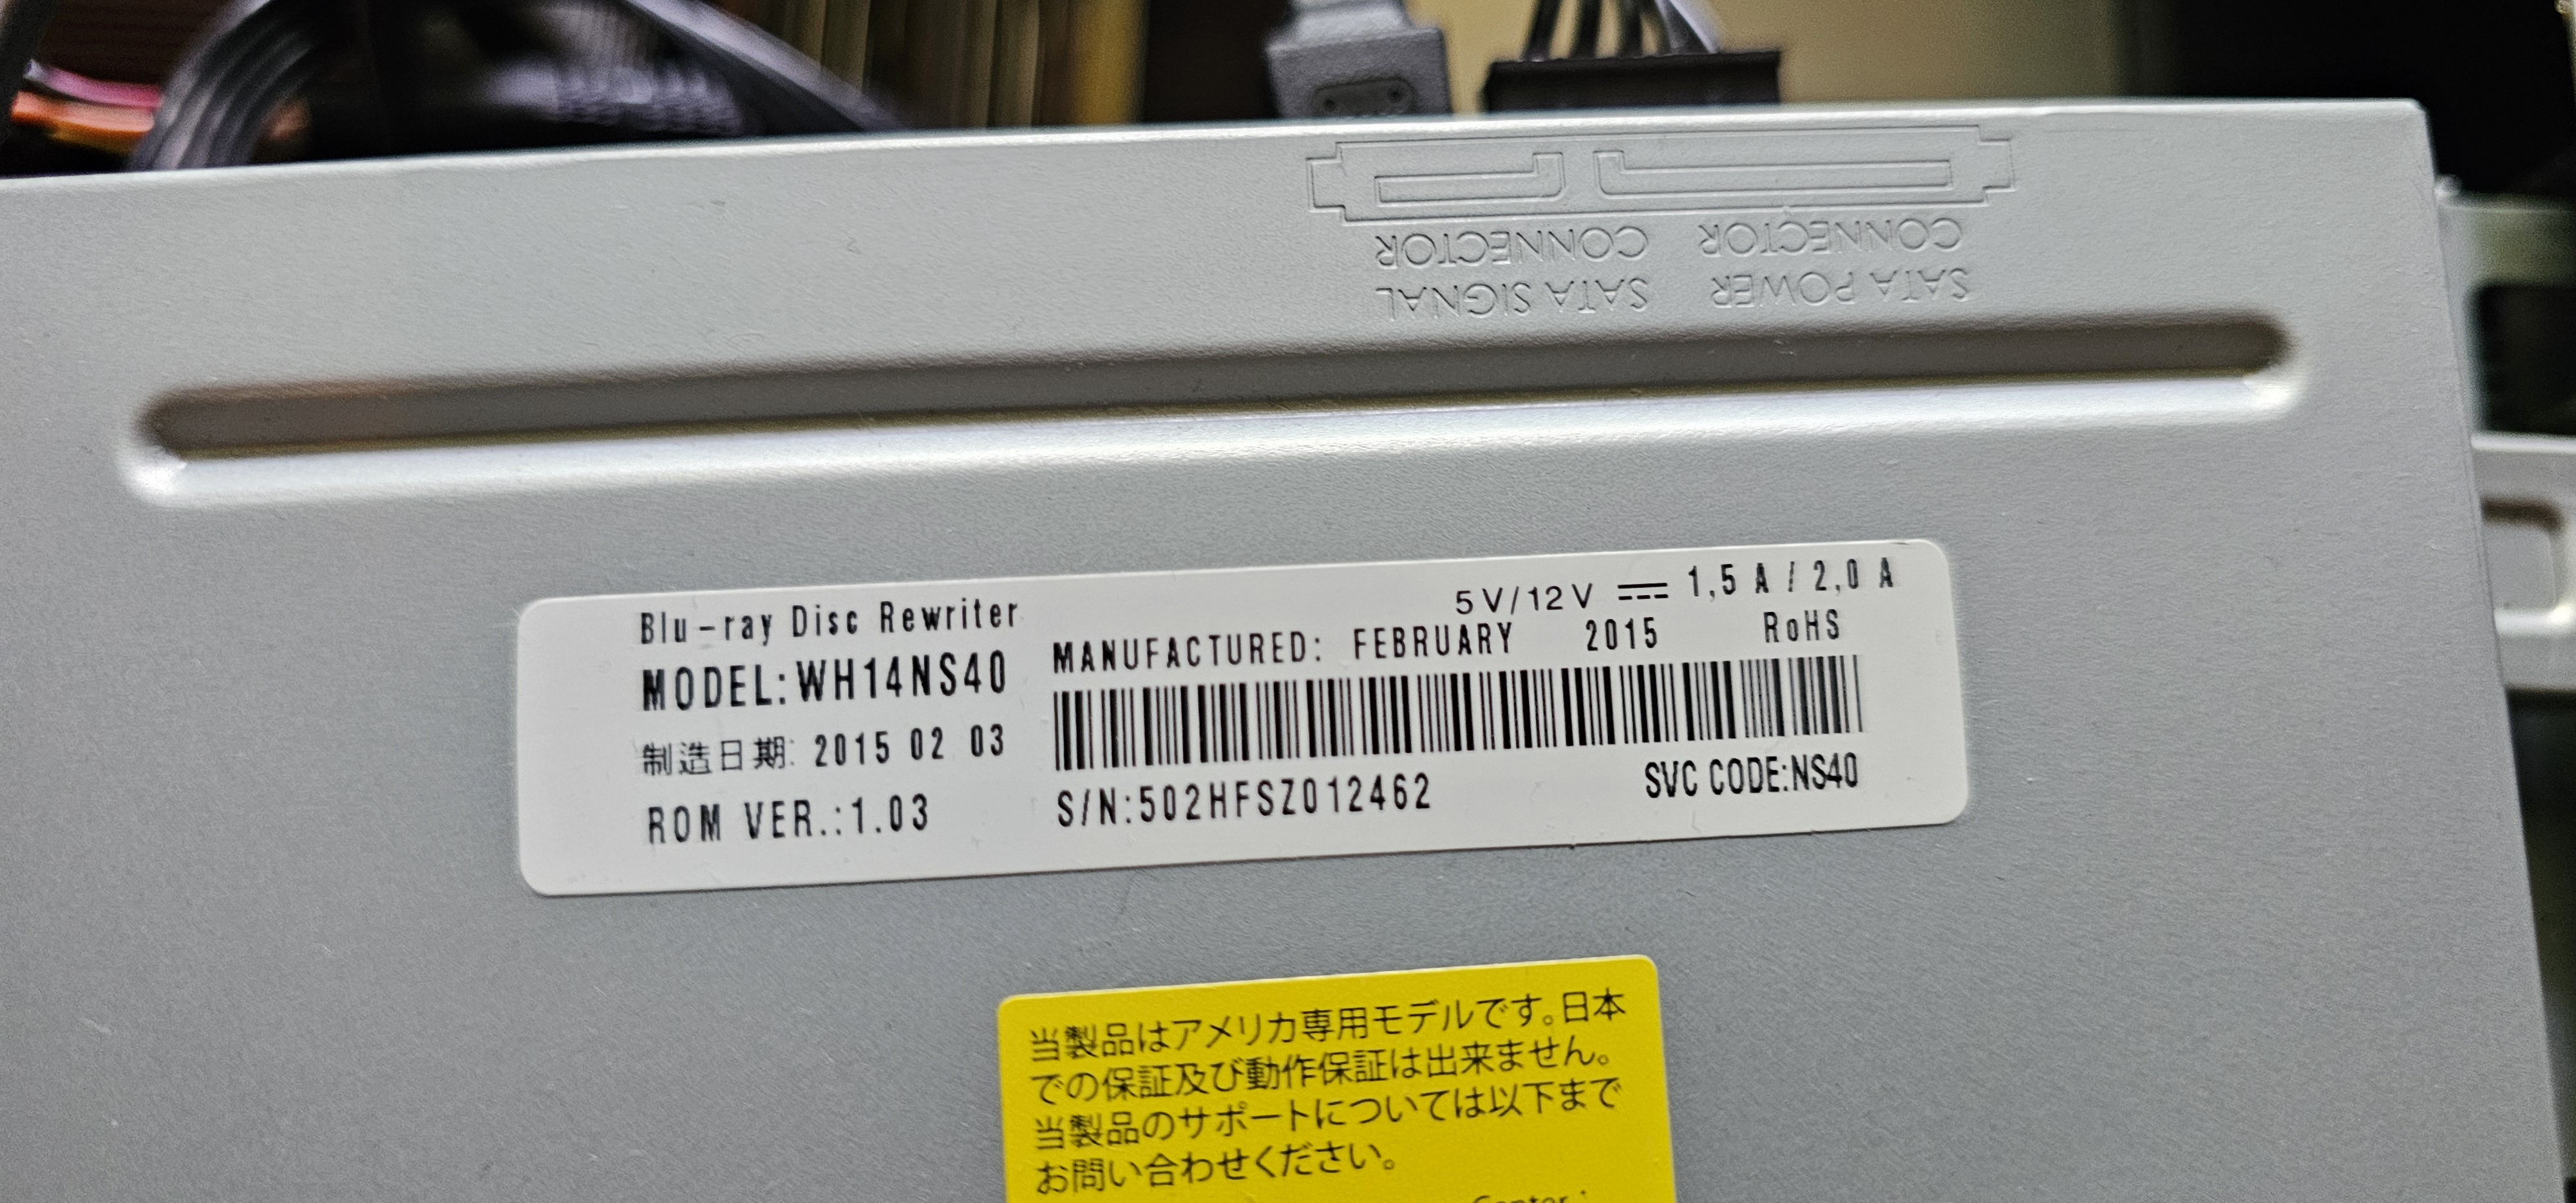 SATA SIGNAL CONNECTOR
SATA POWER CONNECTOR
Blu-ray Disc Rewriter
MODEL:WH14NS40
制造日期: 2015 02 03
ROM VER.:1.03
5V/12V ⎓ 1,5 A / 2,0 A
MANUFACTURED: FEBRUARY 2015 RoHS
S/N:502HFSZ012462
SVC CODE:NS40
当製品はアメリカ専用モデルです。日本
での保証及び動作保証は出来ません。
当製品のサポートについては以下まで
お問い合わせください。